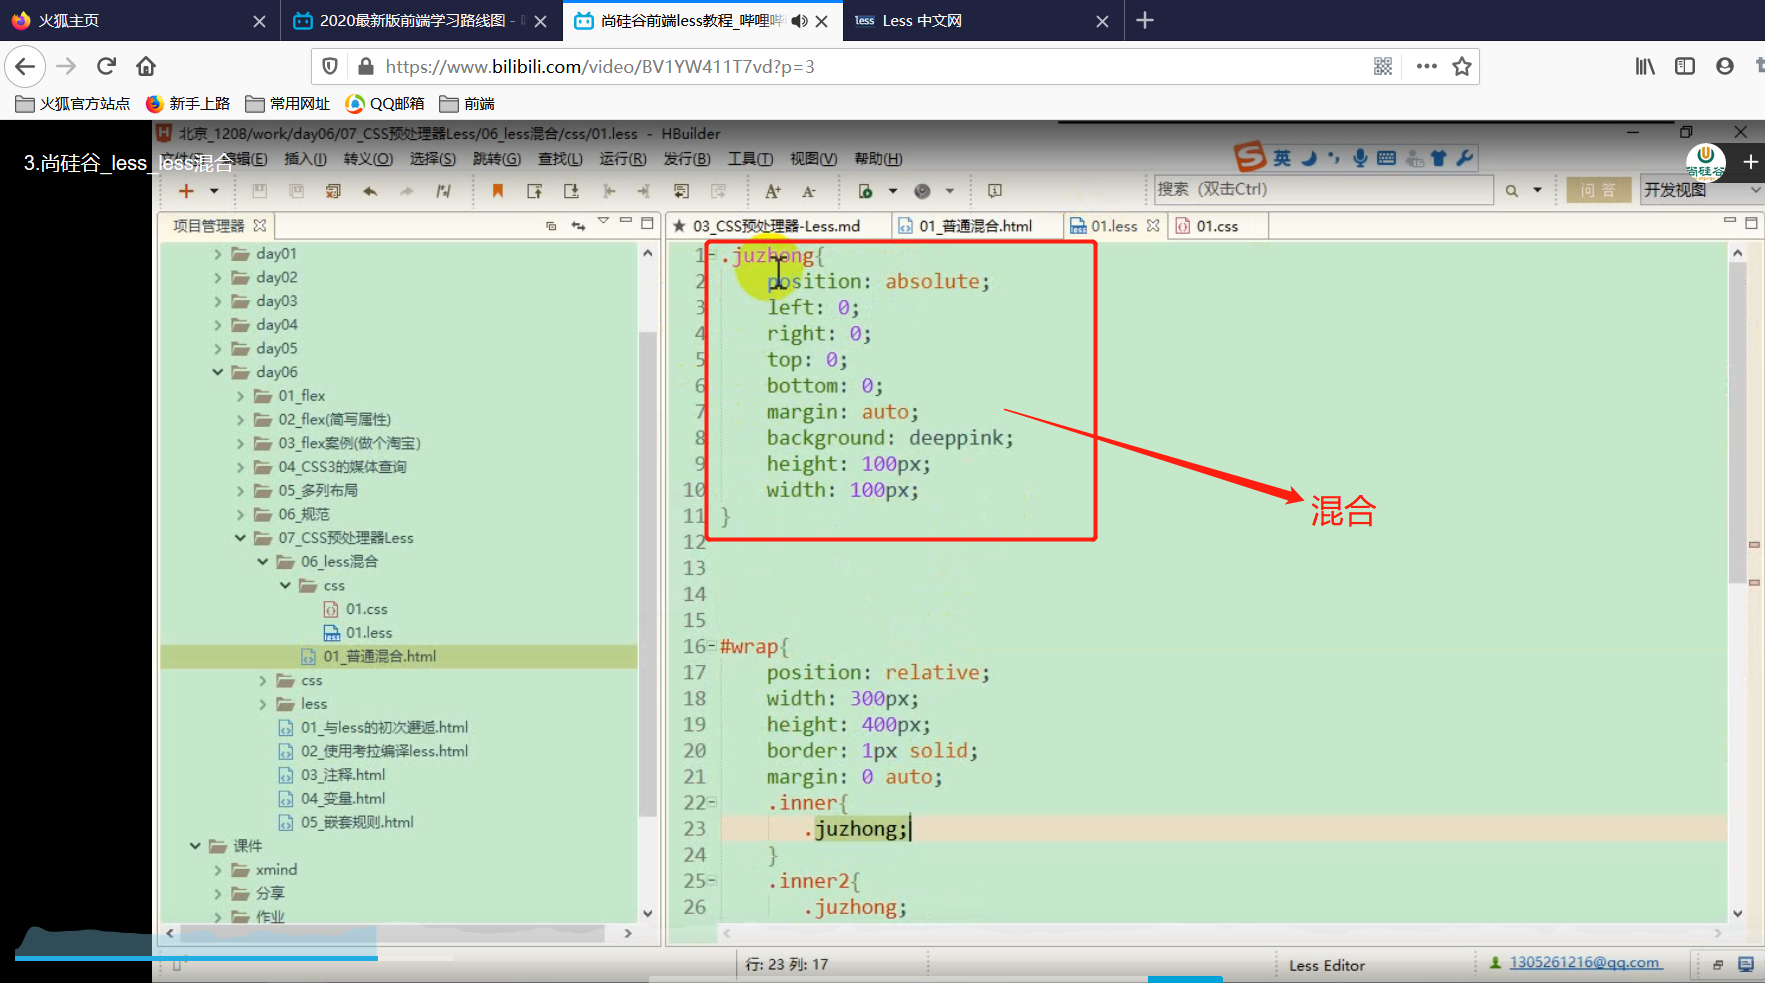 火狐主页
2020最新版前端学习路线图 -
尚硅谷前端less教程_哔哩哔
less Less 中文网
https://www.bilibili.com/video/BV1YW411T7vd?p=3
火狐官方站点 新手上路 常用网址 QQ邮箱 前端
北京_1208/work/day06/07_CSS预处理器Less/06_less混合/css/01.less - HBuilder
3.尚硅谷_less_less混合
编辑(E) 插入(I) 转义(O) 选择(S) 跳转(G) 查找(L) 运行(R) 发行(B) 工具(T) 视图(V) 帮助(H)
英
尚硅谷
搜索 (双击Ctrl)
问 答
开发视图
项目管理器
03_CSS预处理器-Less.md
01_普通混合.html
01.less
01.css
day01
day02
day03
day04
day05
day06
01_flex
02_flex(简写属性)
03_flex案例(做个淘宝)
04_CSS3的媒体查询
05_多列布局
06_规范
07_CSS预处理器Less
06_less混合
css
01.css
01.less
01_普通混合.html
css
less
01_与less的初次邂逅.html
02_使用考拉编译less.html
03_注释.html
04_变量.html
05_嵌套规则.html
课件
xmind
分享
作业
1 .juzhong{
2 position: absolute;
3 left: 0;
4 right: 0;
5 top: 0;
6 bottom: 0;
7 margin: auto;
8 background: deeppink;
9 height: 100px;
10 width: 100px;
11 }
12
13
14
15
16 #wrap{
17 position: relative;
18 width: 300px;
19 height: 400px;
20 border: 1px solid;
21 margin: 0 auto;
22 .inner{
23 .juzhong;
24 }
25 .inner2{
26 .juzhong;
混合
行: 23 列: 17
Less Editor
1305261216@qq.com